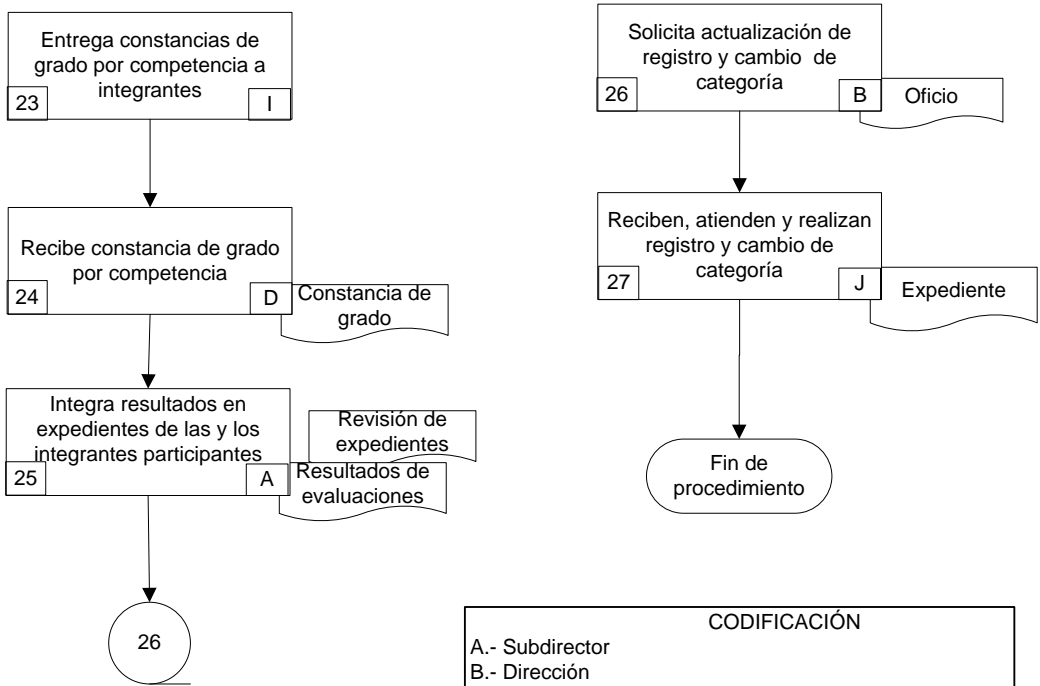 Entrega constancias de
grado por competencia a
integrantes
23
I
Recibe constancia de grado
por competencia
24
D
Constancia de
grado
Integra resultados en
expedientes de las y los
integrantes participantes
25
A
Revisión de
expedientes
Resultados de
evaluaciones
26
Solicita actualización de
registro y cambio de
categoría
26
B
Oficio
Reciben, atienden y realizan
registro y cambio de
categoría
27
J
Expediente
Fin de
procedimiento
CODIFICACIÓN
A.- Subdirector
B.- Dirección